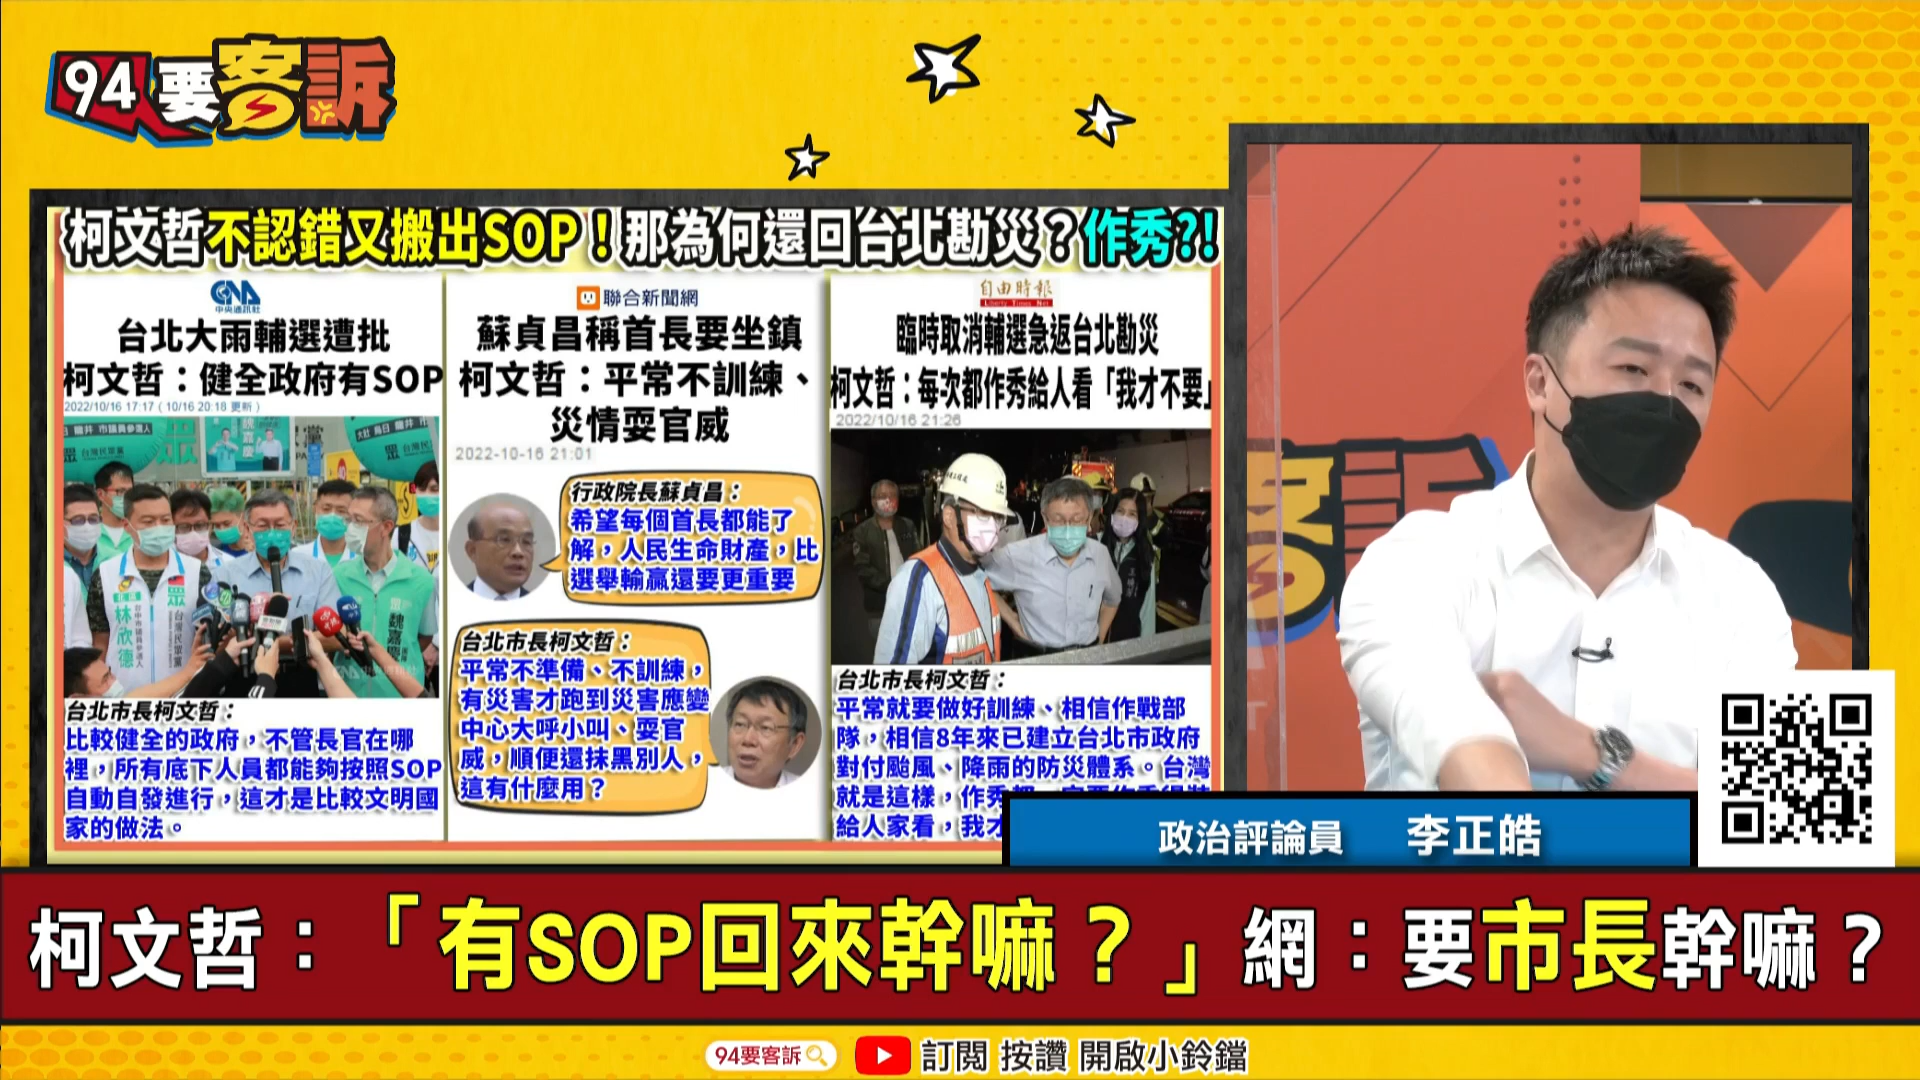 94要客訴
柯文哲不認錯又搬出SOP！那為何還回台北勘災？作秀?!
CNA
中央通訊社
台北大雨輔選遭批
柯文哲：健全政府有SOP
2022/10/16 17:17（10/16 20:18 更新）
台北市長柯文哲：
比較健全的政府，不管長官在哪
裡，所有底下人員都能夠按照SOP
自動自發進行，這才是比較文明國
家的做法。
聯合新聞網
蘇貞昌稱首長要坐鎮
柯文哲：平常不訓練、
災情耍官威
2022-10-16 21:01
行政院長蘇貞昌：
希望每個首長都能了
解，人民生命財產，比
選舉輸贏還要更重要
台北市長柯文哲：
平常不準備、不訓練，
有災害才跑到災害應變
中心大呼小叫、耍官
威，順便還抹黑別人，
這有什麼用？
自由時報
Liberty Times Net
臨時取消輔選急返台北勘災
柯文哲：每次都作秀給人看「我才不要」
2022/10/16 21:26
台北市長柯文哲：
平常就要做好訓練、相信作戰部
隊，相信8年來已建立台北市政府
對付颱風、降雨的防災體系。台灣
就是這樣，作秀
給人家看，我才
林欣德
台灣民眾黨
魏嘉慶
客訴
政治評論員 李正皓
柯文哲：「有SOP回來幹嘛？」網：要市長幹嘛？
94要客訴 訂閱 按讚 開啟小鈴鐺